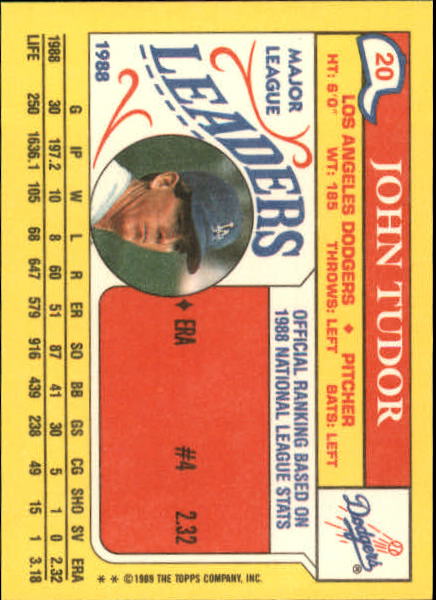 20
JOHN TUDOR
LOS ANGELES DODGERS ♦ PITCHER
HT: 6'0" WT: 185 THROWS: LEFT BATS: LEFT
Dodgers®
MAJOR
LEAGUE
LEADERS
1988
LA
OFFICIAL RANKING BASED ON
1988 NATIONAL LEAGUE STATS
♦ ERA #4 2.32
G IP W L R ER SO BB GS CG SHO SV ERA
1988 30 197.2 10 8 60 51 87 41 30 5 1 0 2.32
LIFE 250 1636.1 105 68 647 579 916 439 238 49 15 1 3.18
** ©1989 THE TOPPS COMPANY, INC.